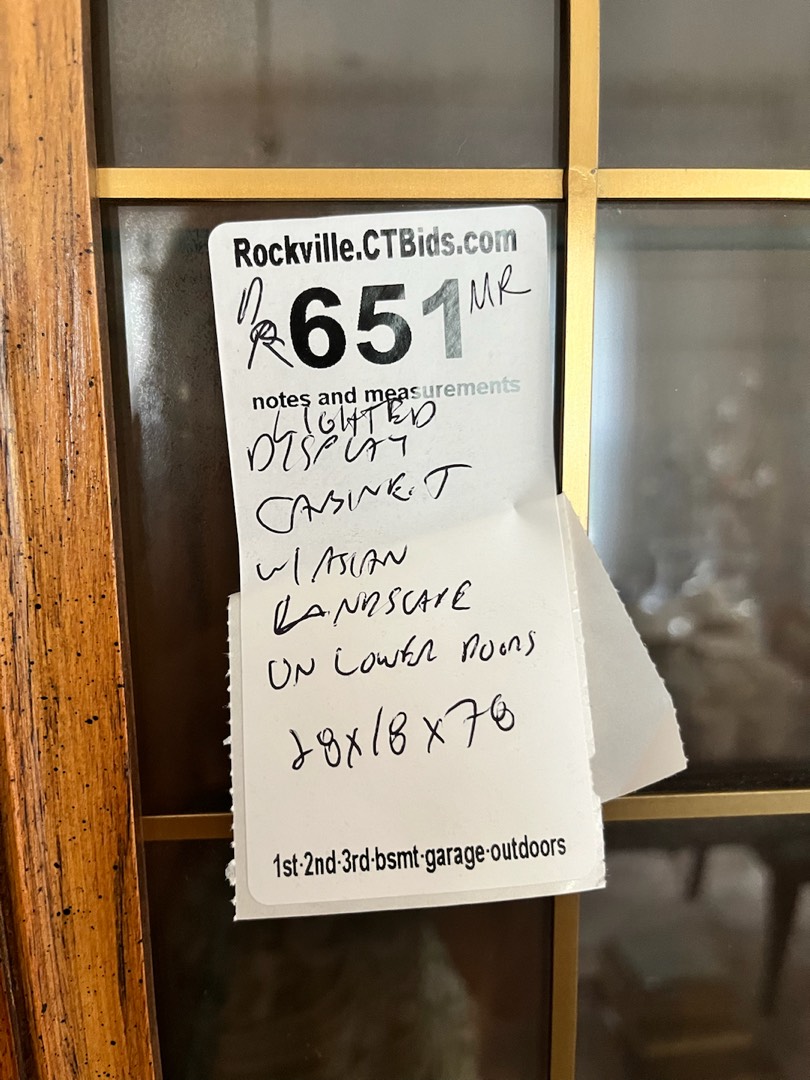 Rockville.CTBids.com
651 MR
notes and measurements
LIGHTED
DISPLAY
CABINET
W/ ASIAN
LANDSCAPE
ON LOWER DOORS
28X18X78
1st·2nd·3rd·bsmt·garage·outdoors